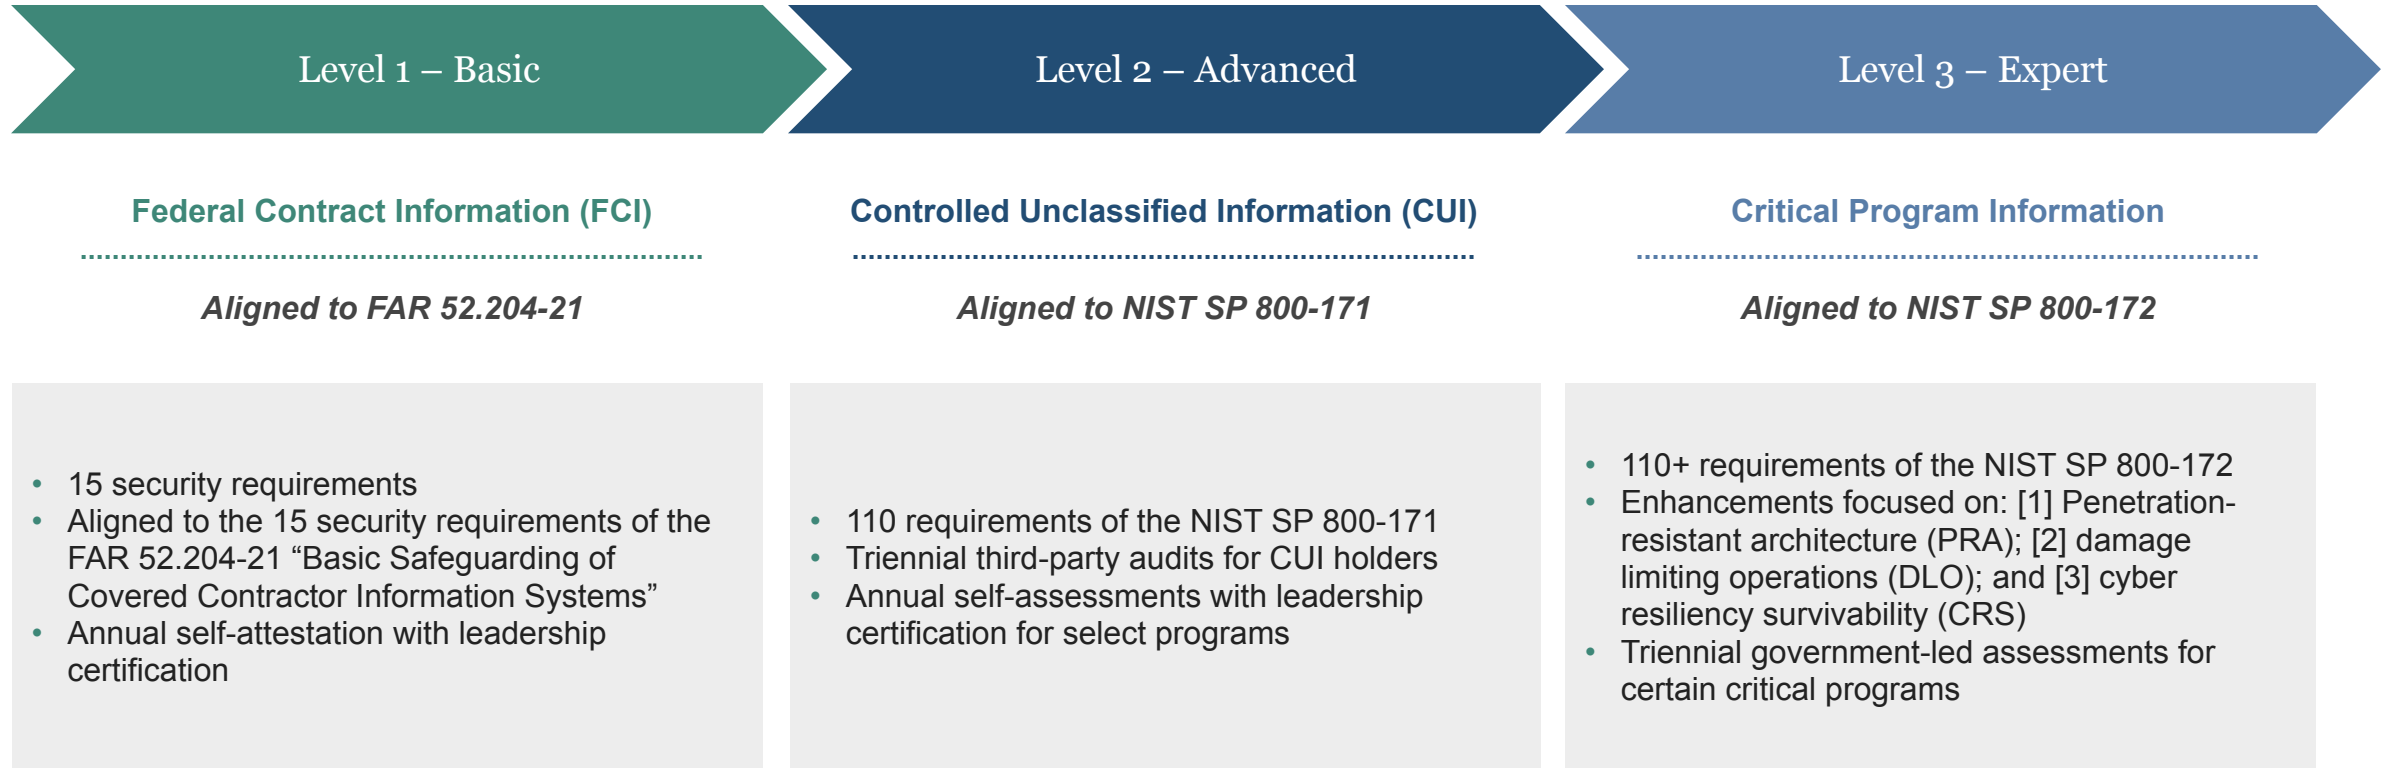 Level 1 – Basic
Level 2 – Advanced
Level 3 – Expert
Federal Contract Information (FCI)
Controlled Unclassified Information (CUI)
Critical Program Information
Aligned to FAR 52.204-21
Aligned to NIST SP 800-171
Aligned to NIST SP 800-172
• 15 security requirements
• Aligned to the 15 security requirements of the
FAR 52.204-21 “Basic Safeguarding of
Covered Contractor Information Systems”
• Annual self-attestation with leadership
certification
• 110 requirements of the NIST SP 800-171
• Triennial third-party audits for CUI holders
• Annual self-assessments with leadership
certification for select programs
• 110+ requirements of the NIST SP 800-172
• Enhancements focused on: [1] Penetration-
resistant architecture (PRA); [2] damage
limiting operations (DLO); and [3] cyber
resiliency survivability (CRS)
• Triennial government-led assessments for
certain critical programs